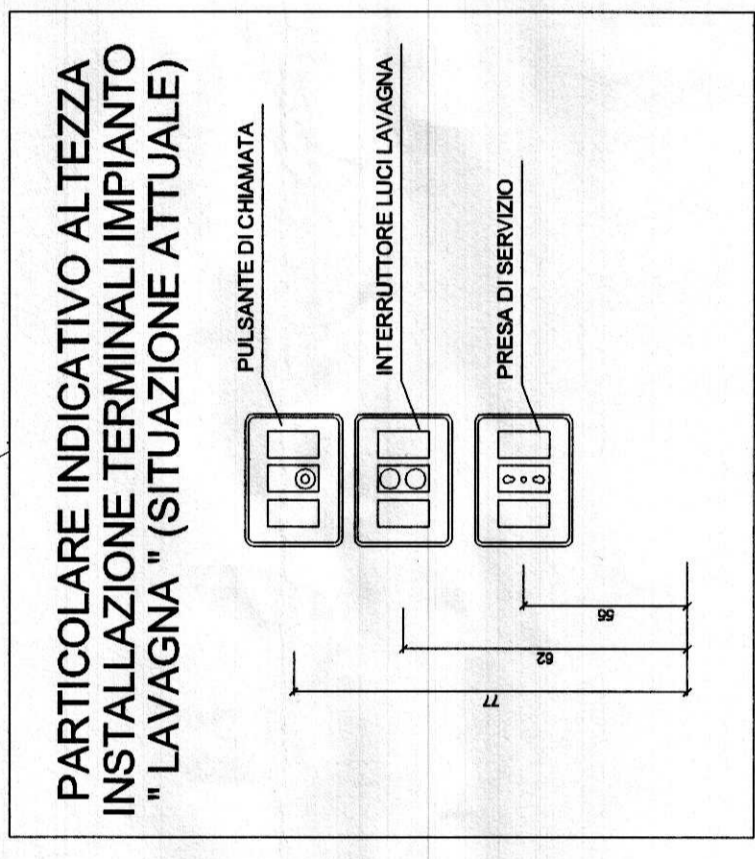 PARTICOLARE INDICATIVO ALTEZZA
INSTALLAZIONE TERMINALI IMPIANTO
" LAVAGNA " (SITUAZIONE ATTUALE)
PULSANTE DI CHIAMATA
INTERRUTTORE LUCI LAVAGNA
PRESA DI SERVIZIO
77
62